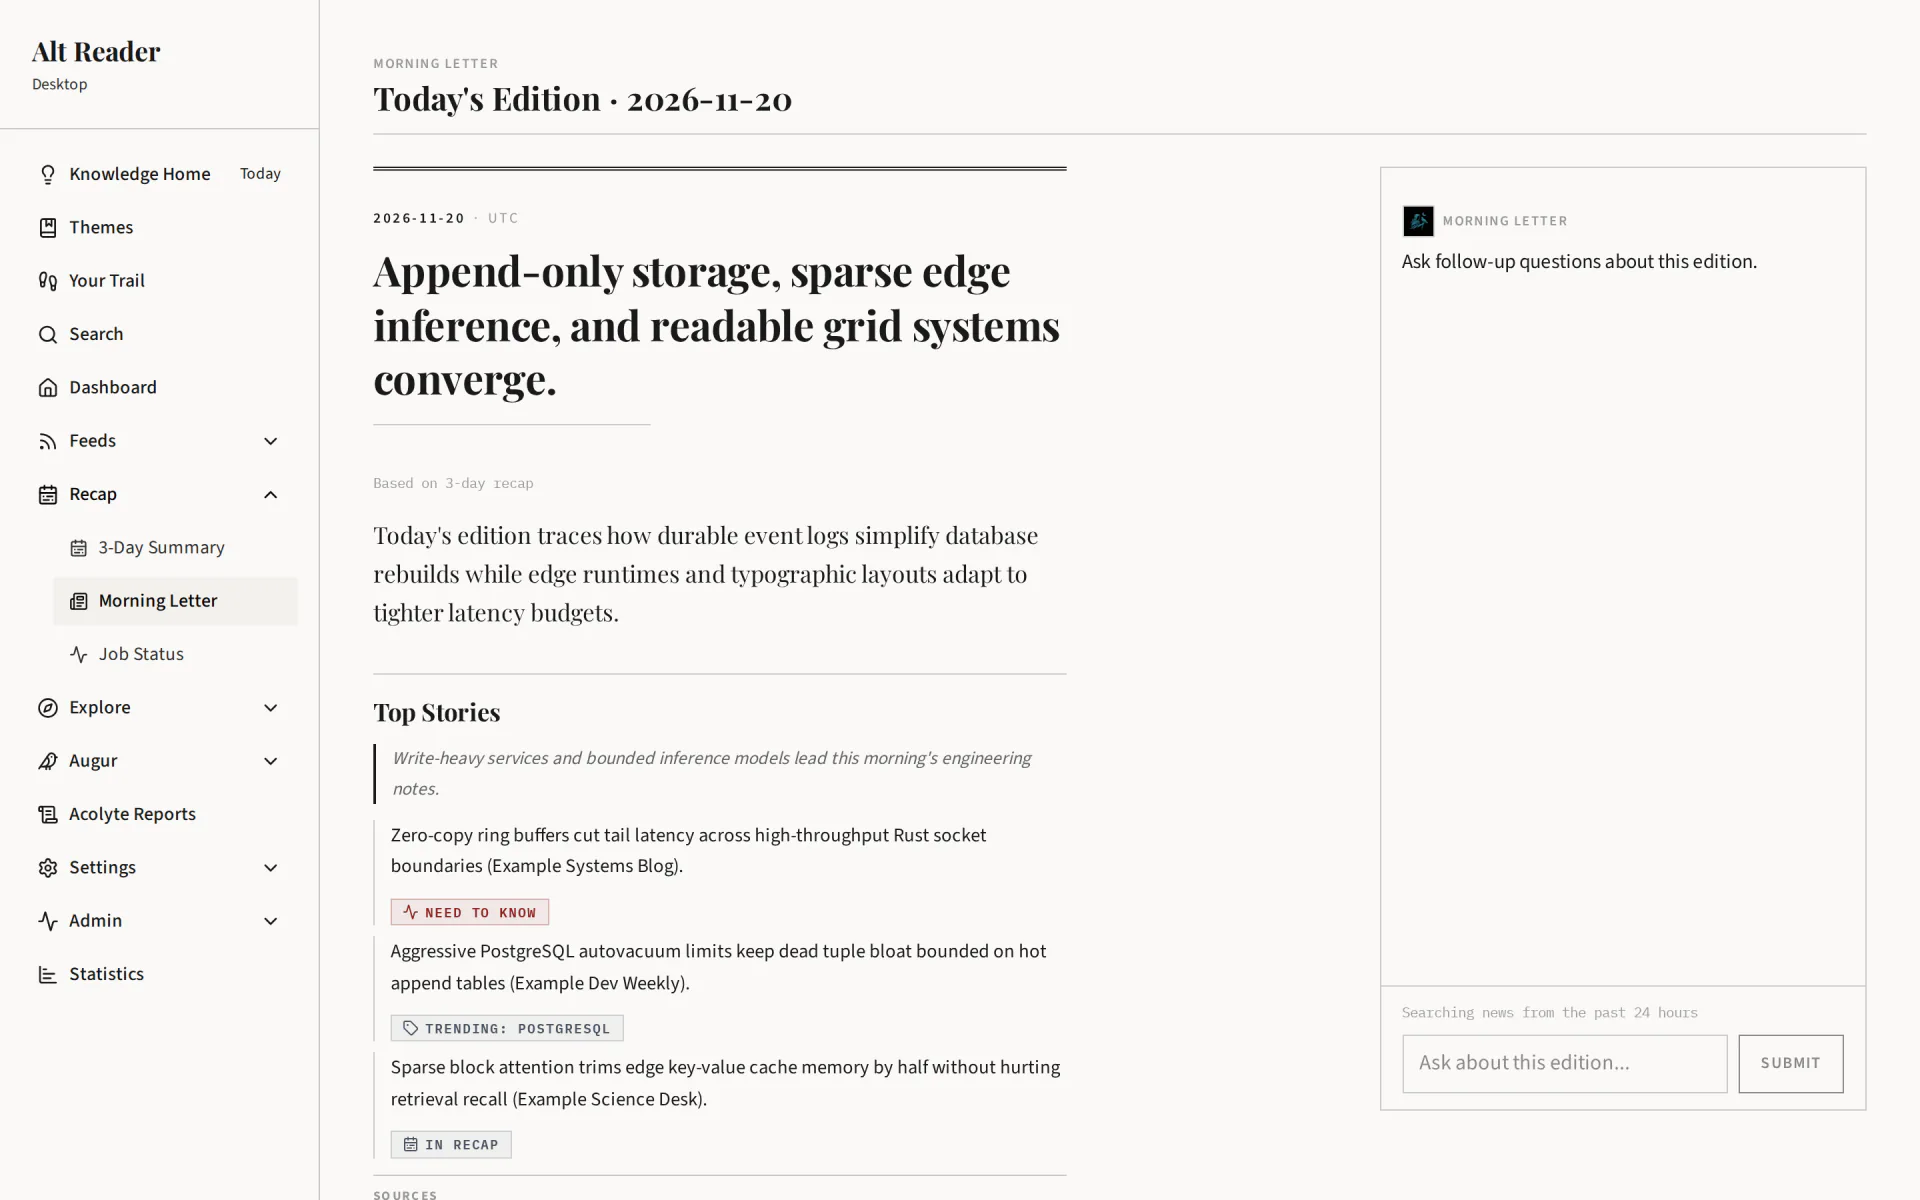 Alt Reader
Desktop
Knowledge Home Today
Themes
Your Trail
Search
Dashboard
Feeds
Recap
3-Day Summary
Morning Letter
Job Status
Explore
Augur
Acolyte Reports
Settings
Admin
Statistics
MORNING LETTER
Today's Edition · 2026-11-20
2026-11-20 · UTC
Append-only storage, sparse edge
inference, and readable grid systems
converge.
Based on 3-day recap
Today's edition traces how durable event logs simplify database
rebuilds while edge runtimes and typographic layouts adapt to
tighter latency budgets.
Top Stories
Write-heavy services and bounded inference models lead this morning's engineering
notes.
Zero-copy ring buffers cut tail latency across high-throughput Rust socket
boundaries (Example Systems Blog).
NEED TO KNOW
Aggressive PostgreSQL autovacuum limits keep dead tuple bloat bounded on hot
append tables (Example Dev Weekly).
TRENDING: POSTGRESQL
Sparse block attention trims edge key-value cache memory by half without hurting
retrieval recall (Example Science Desk).
IN RECAP
SOURCES
MORNING LETTER
Ask follow-up questions about this edition.
Searching news from the past 24 hours
Ask about this edition...
SUBMIT